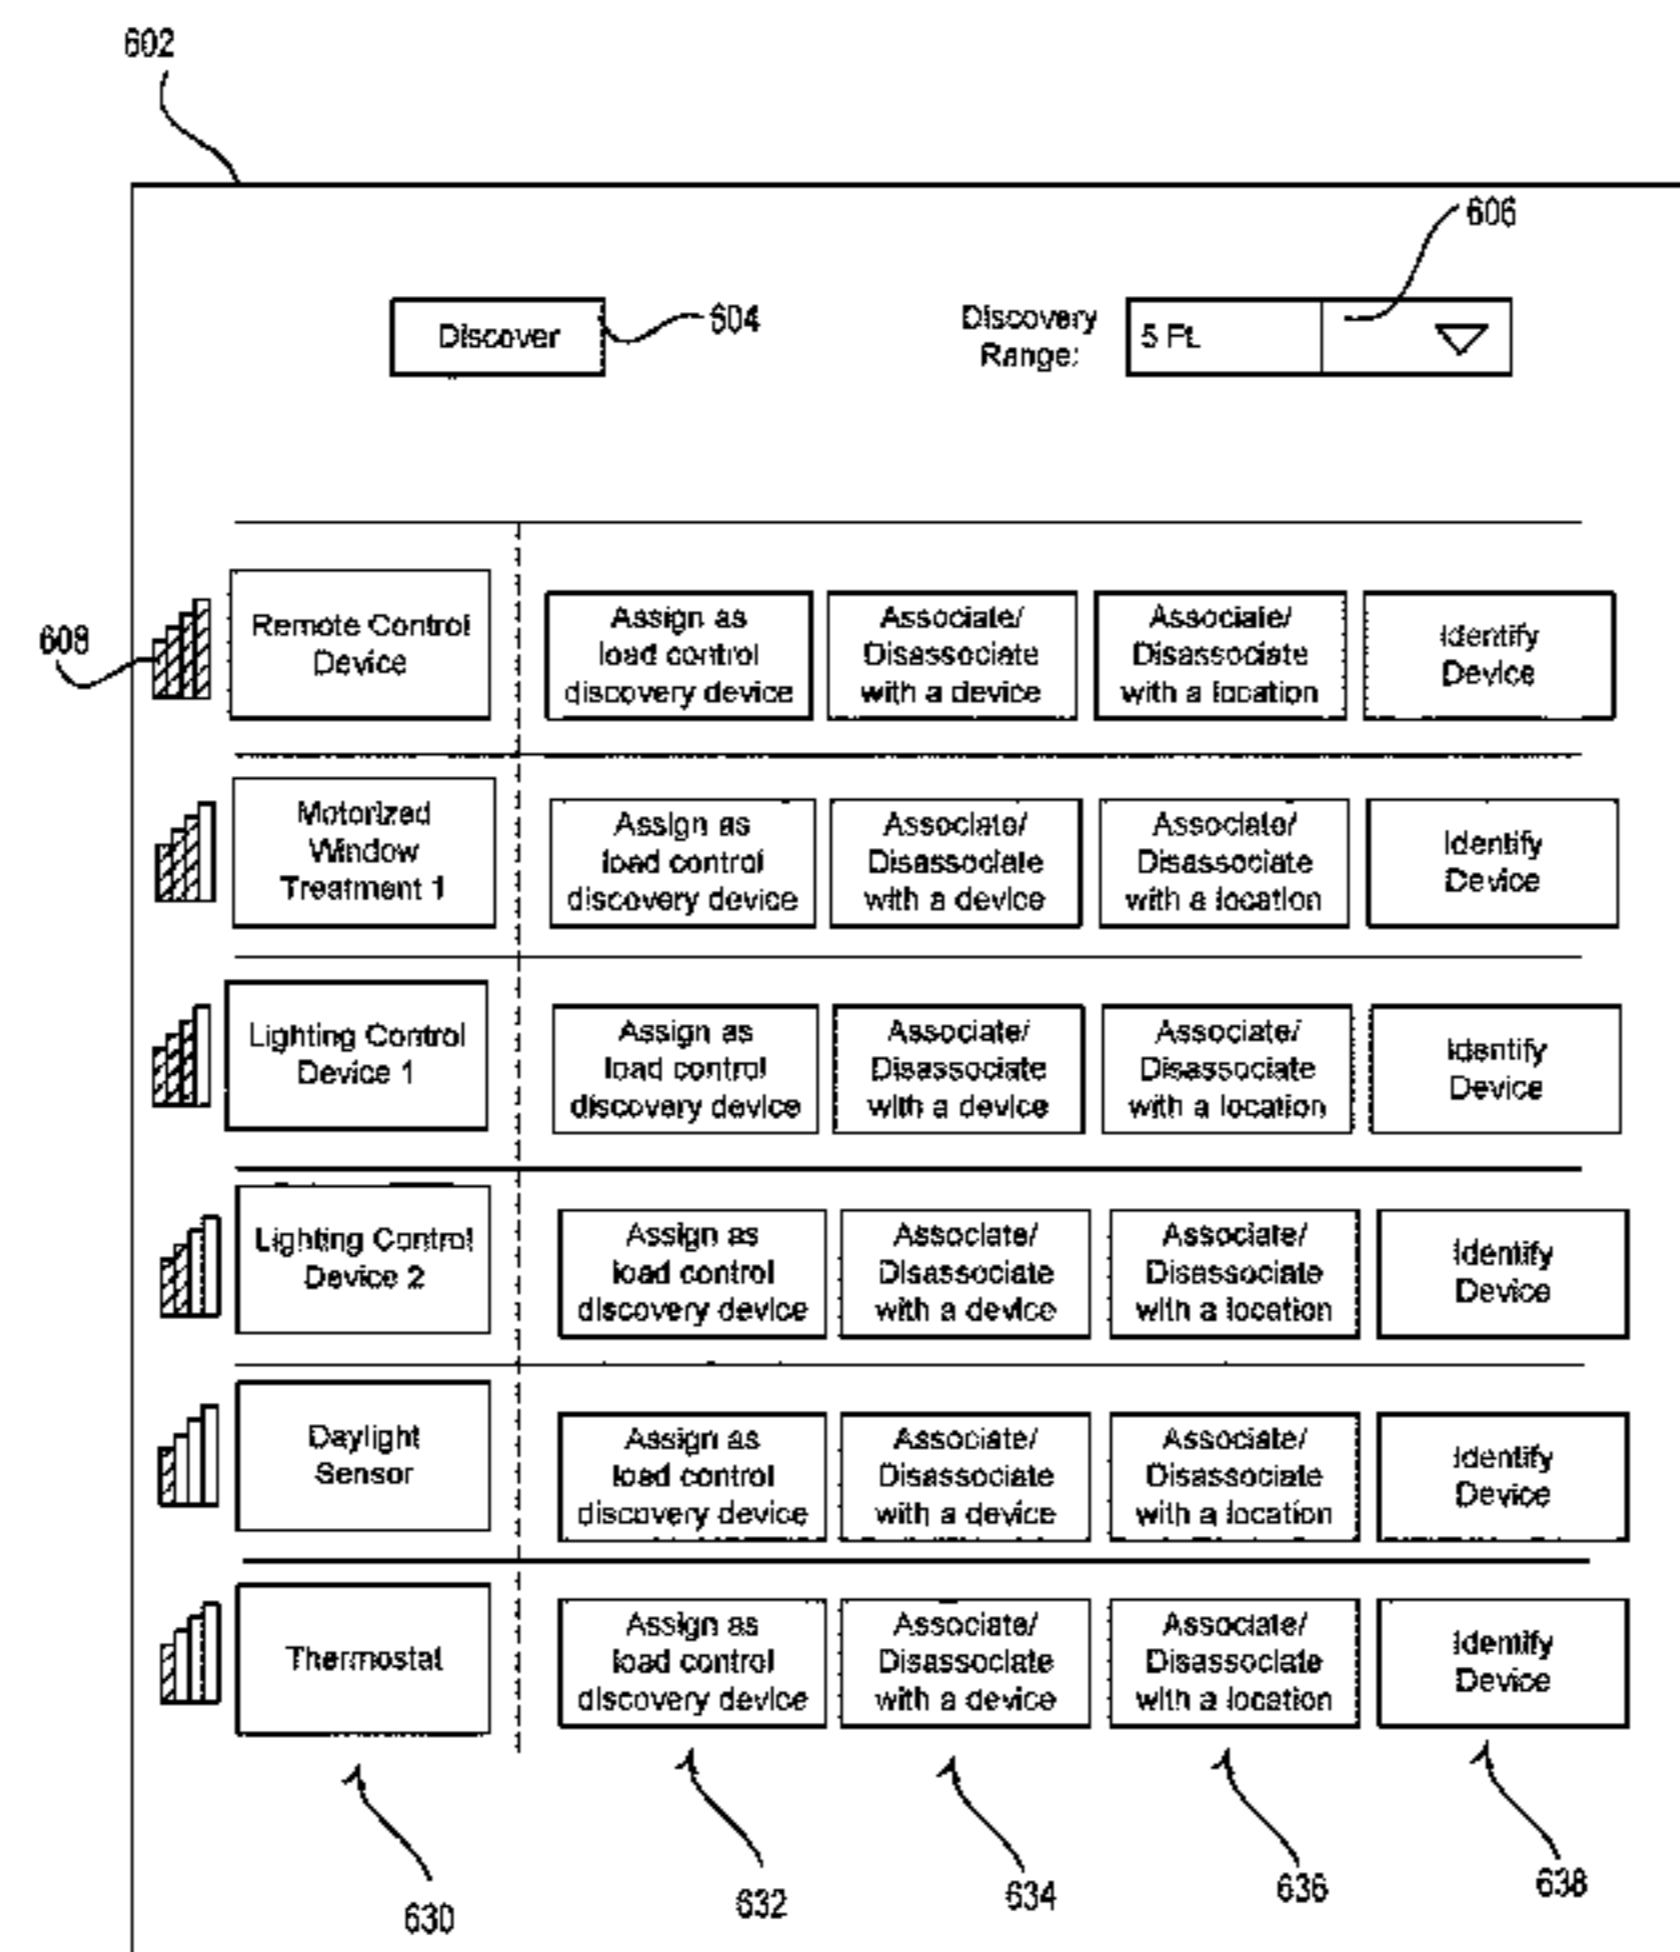 602
606
Discover
604
Discovery
Range:
5 Ft.
608
Remote Control
Device
Assign as
load control
discovery device
Associate/
Disassociate
with a device
Associate/
Disassociate
with a location
Identify
Device
Motorized
Window
Treatment 1
Assign as
load control
discovery device
Associate/
Disassociate
with a device
Associate/
Disassociate
with a location
Identify
Device
Lighting Control
Device 1
Assign as
load control
discovery device
Associate/
Disassociate
with a device
Associate/
Disassociate
with a location
Identify
Device
Lighting Control
Device 2
Assign as
load control
discovery device
Associate/
Disassociate
with a device
Associate/
Disassociate
with a location
Identify
Device
Daylight
Sensor
Assign as
load control
discovery device
Associate/
Disassociate
with a device
Associate/
Disassociate
with a location
Identify
Device
Thermostat
Assign as
load control
discovery device
Associate/
Disassociate
with a device
Associate/
Disassociate
with a location
Identify
Device
630
632
634
636
638